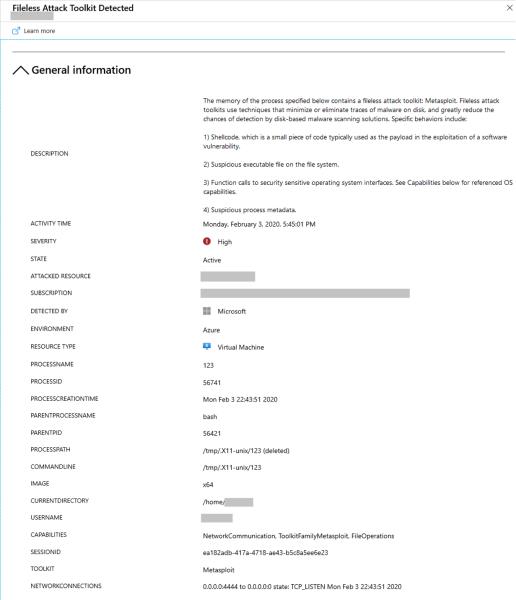 Fileless Attack Toolkit Detected
Learn more
General information
The memory of the process specified below contains a fileless attack toolkit: Metasploit. Fileless attack
toolkits use techniques that minimize or eliminate traces of malware on disk, and greatly reduce the
chances of detection by disk-based malware scanning solutions. Specific behaviors include:
1) Shellcode, which is a small piece of code typically used as the payload in the exploitation of a software
vulnerability.
DESCRIPTION
2) Suspicious executable file on the file system.
3) Function calls to security sensitive operating system interfaces. See Capabilities below for referenced OS
capabilities.
4) Suspicious process metadata.
ACTIVITY TIME Monday, February 3, 2020, 5:45:01 PM
SEVERITY High
STATE Active
ATTACKED RESOURCE
SUBSCRIPTION
DETECTED BY Microsoft
ENVIRONMENT Azure
RESOURCE TYPE Virtual Machine
PROCESSNAME 123
PROCESSID 56741
PROCESSCREATIONTIME Mon Feb 3 22:43:51 2020
PARENTPROCESSNAME bash
PARENTPID 56421
PROCESSPATH /tmp/.X11-unix/123 (deleted)
COMMANDLINE /tmp/.X11-unix/123
IMAGE x64
CURRENTDIRECTORY /home/
USERNAME
CAPABILITIES NetworkCommunication, ToolkitFamilyMetasploit, FileOperations
SESSIONID ea182adb-417a-4718-ae43-b5c8a5ee6e23
TOOLKIT Metasploit
NETWORKCONNECTIONS 0.0.0.0:4444 to 0.0.0.0:0 state: TCP_LISTEN Mon Feb 3 22:43:51 2020